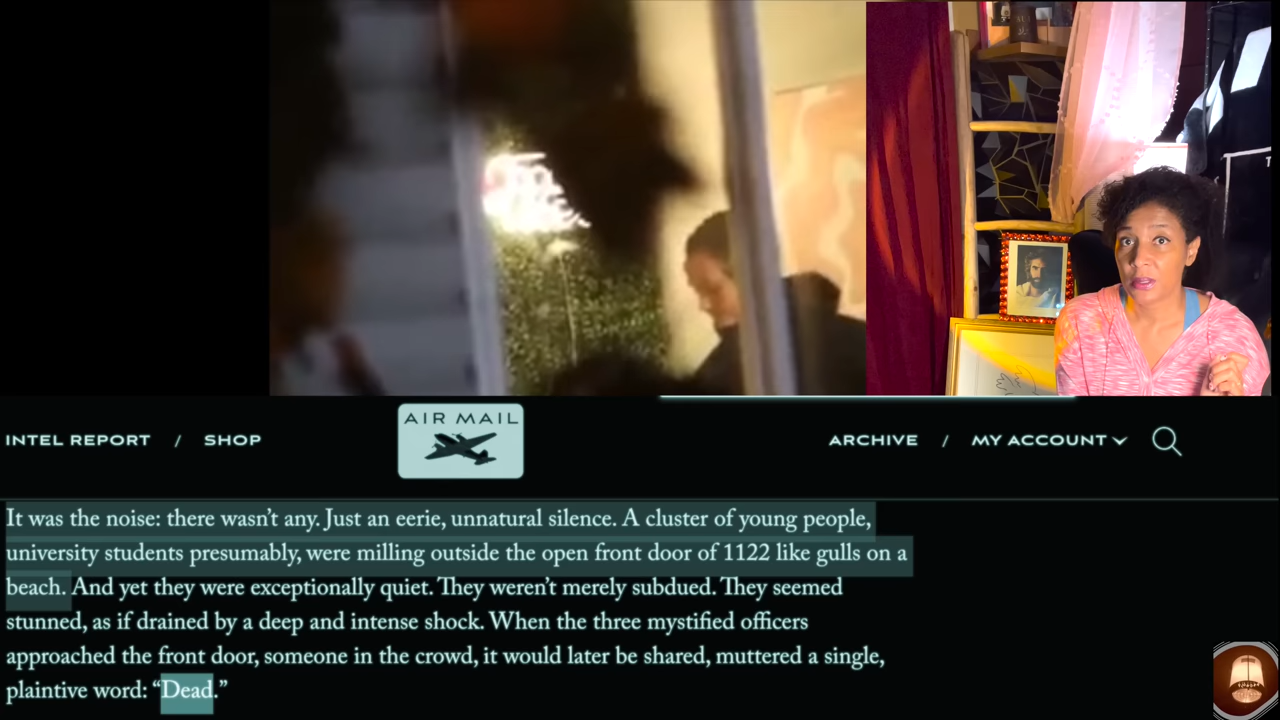 AIR MAIL
INTEL REPORT / SHOP
ARCHIVE / MY ACCOUNT
It was the noise: there wasn’t any. Just an eerie, unnatural silence. A cluster of young people,
university students presumably, were milling outside the open front door of 1122 like gulls on a
beach. And yet they were exceptionally quiet. They weren’t merely subdued. They seemed
stunned, as if drained by a deep and intense shock. When the three mystified officers
approached the front door, someone in the crowd, it would later be shared, muttered a single,
plaintive word: “Dead.”